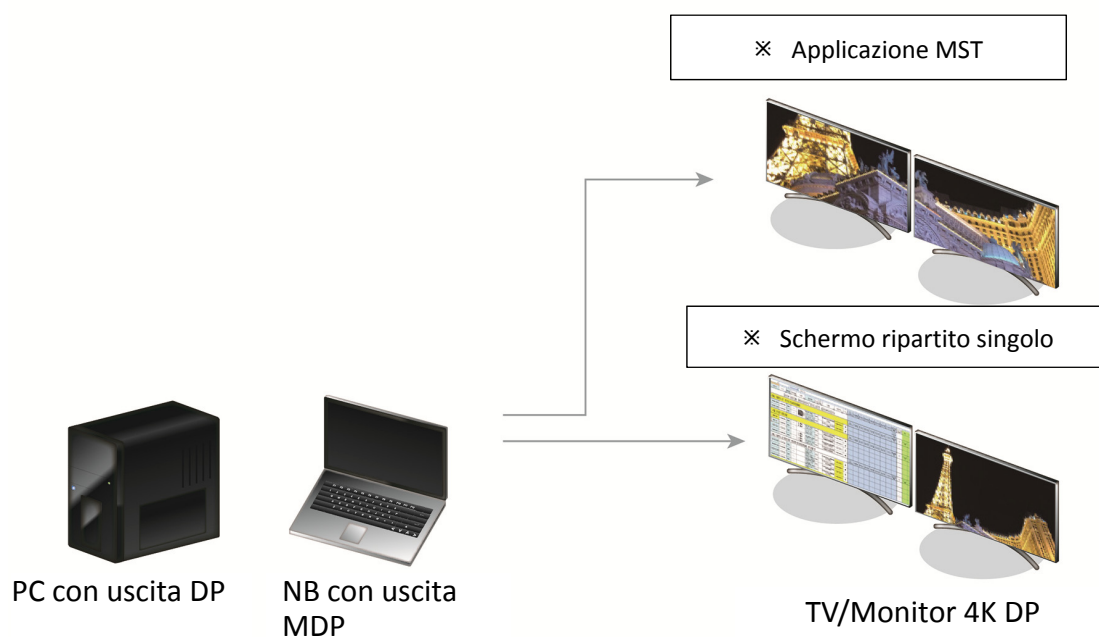 ※ Applicazione MST
※ Schermo ripartito singolo
PC con uscita DP
NB con uscita
MDP
TV/Monitor 4K DP